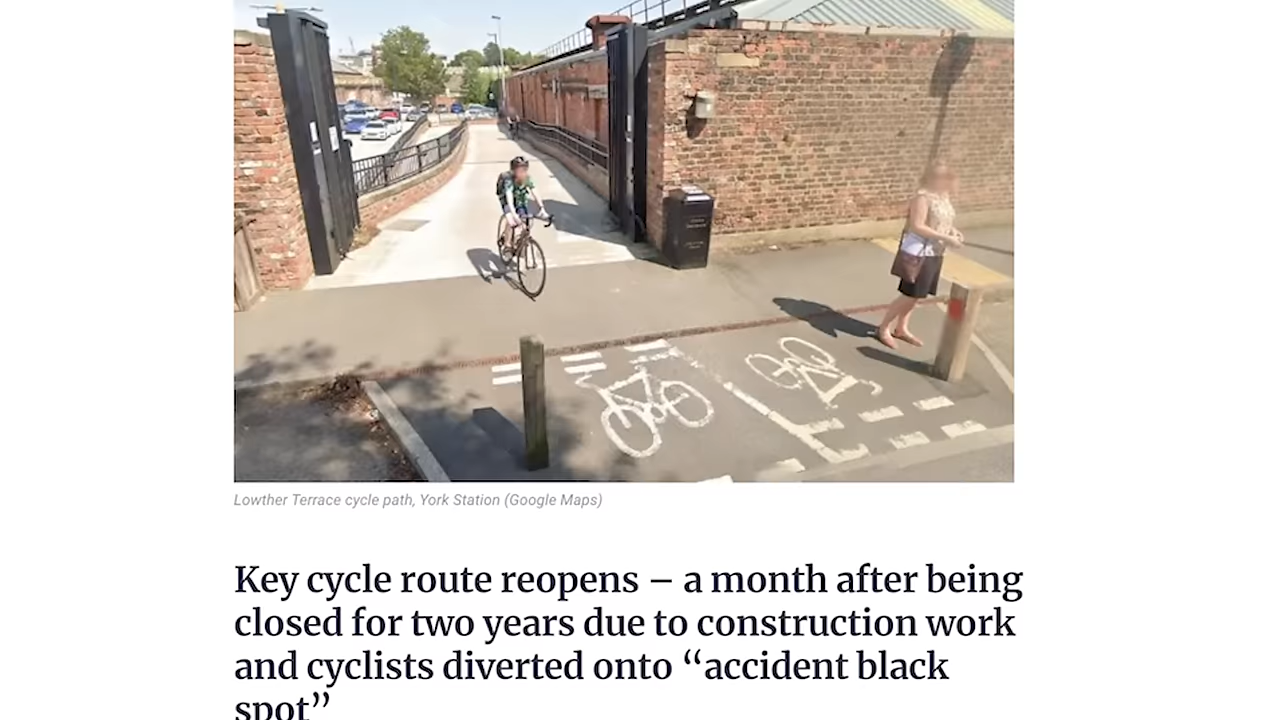 Lowther Terrace cycle path, York Station (Google Maps)
Key cycle route reopens – a month after being
closed for two years due to construction work
and cyclists diverted onto “accident black
spot”